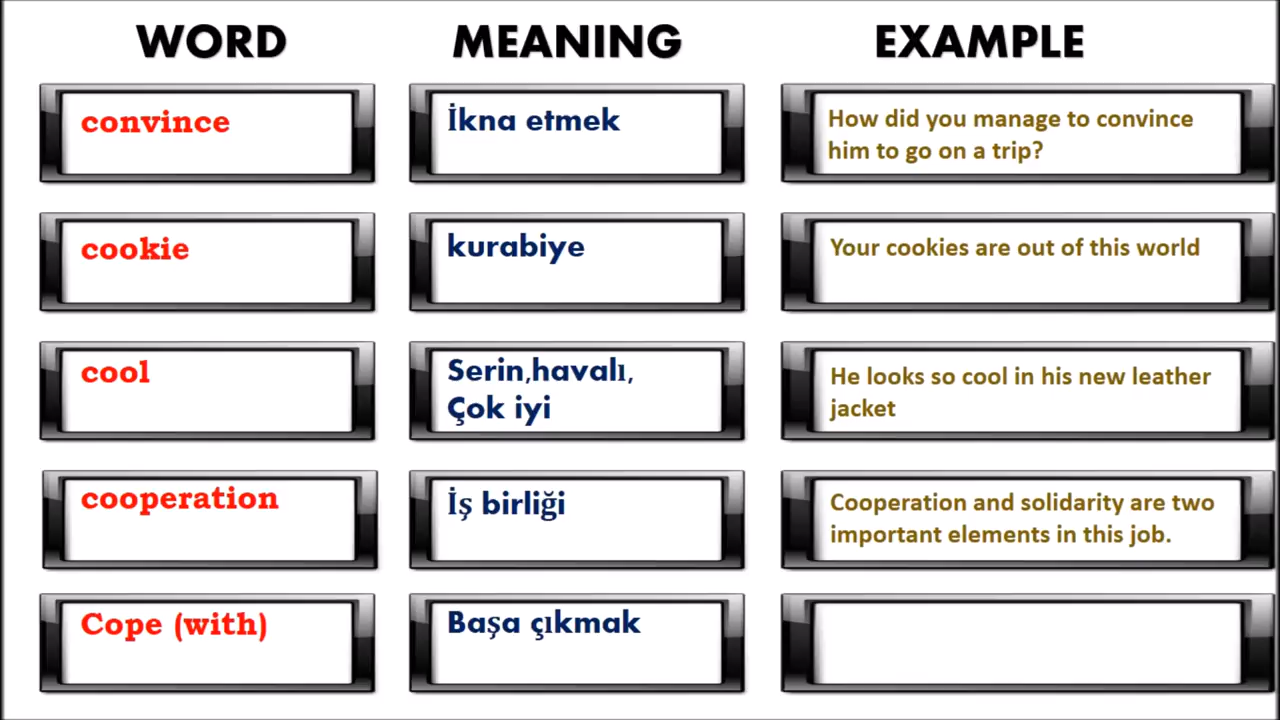 WORD MEANING EXAMPLE
convince
İkna etmek
How did you manage to convince
him to go on a trip?
cookie
kurabiye
Your cookies are out of this world
cool
Serin,havalı,
Çok iyi
He looks so cool in his new leather
jacket
cooperation
İş birliği
Cooperation and solidarity are two
important elements in this job.
Cope (with)
Başa çıkmak